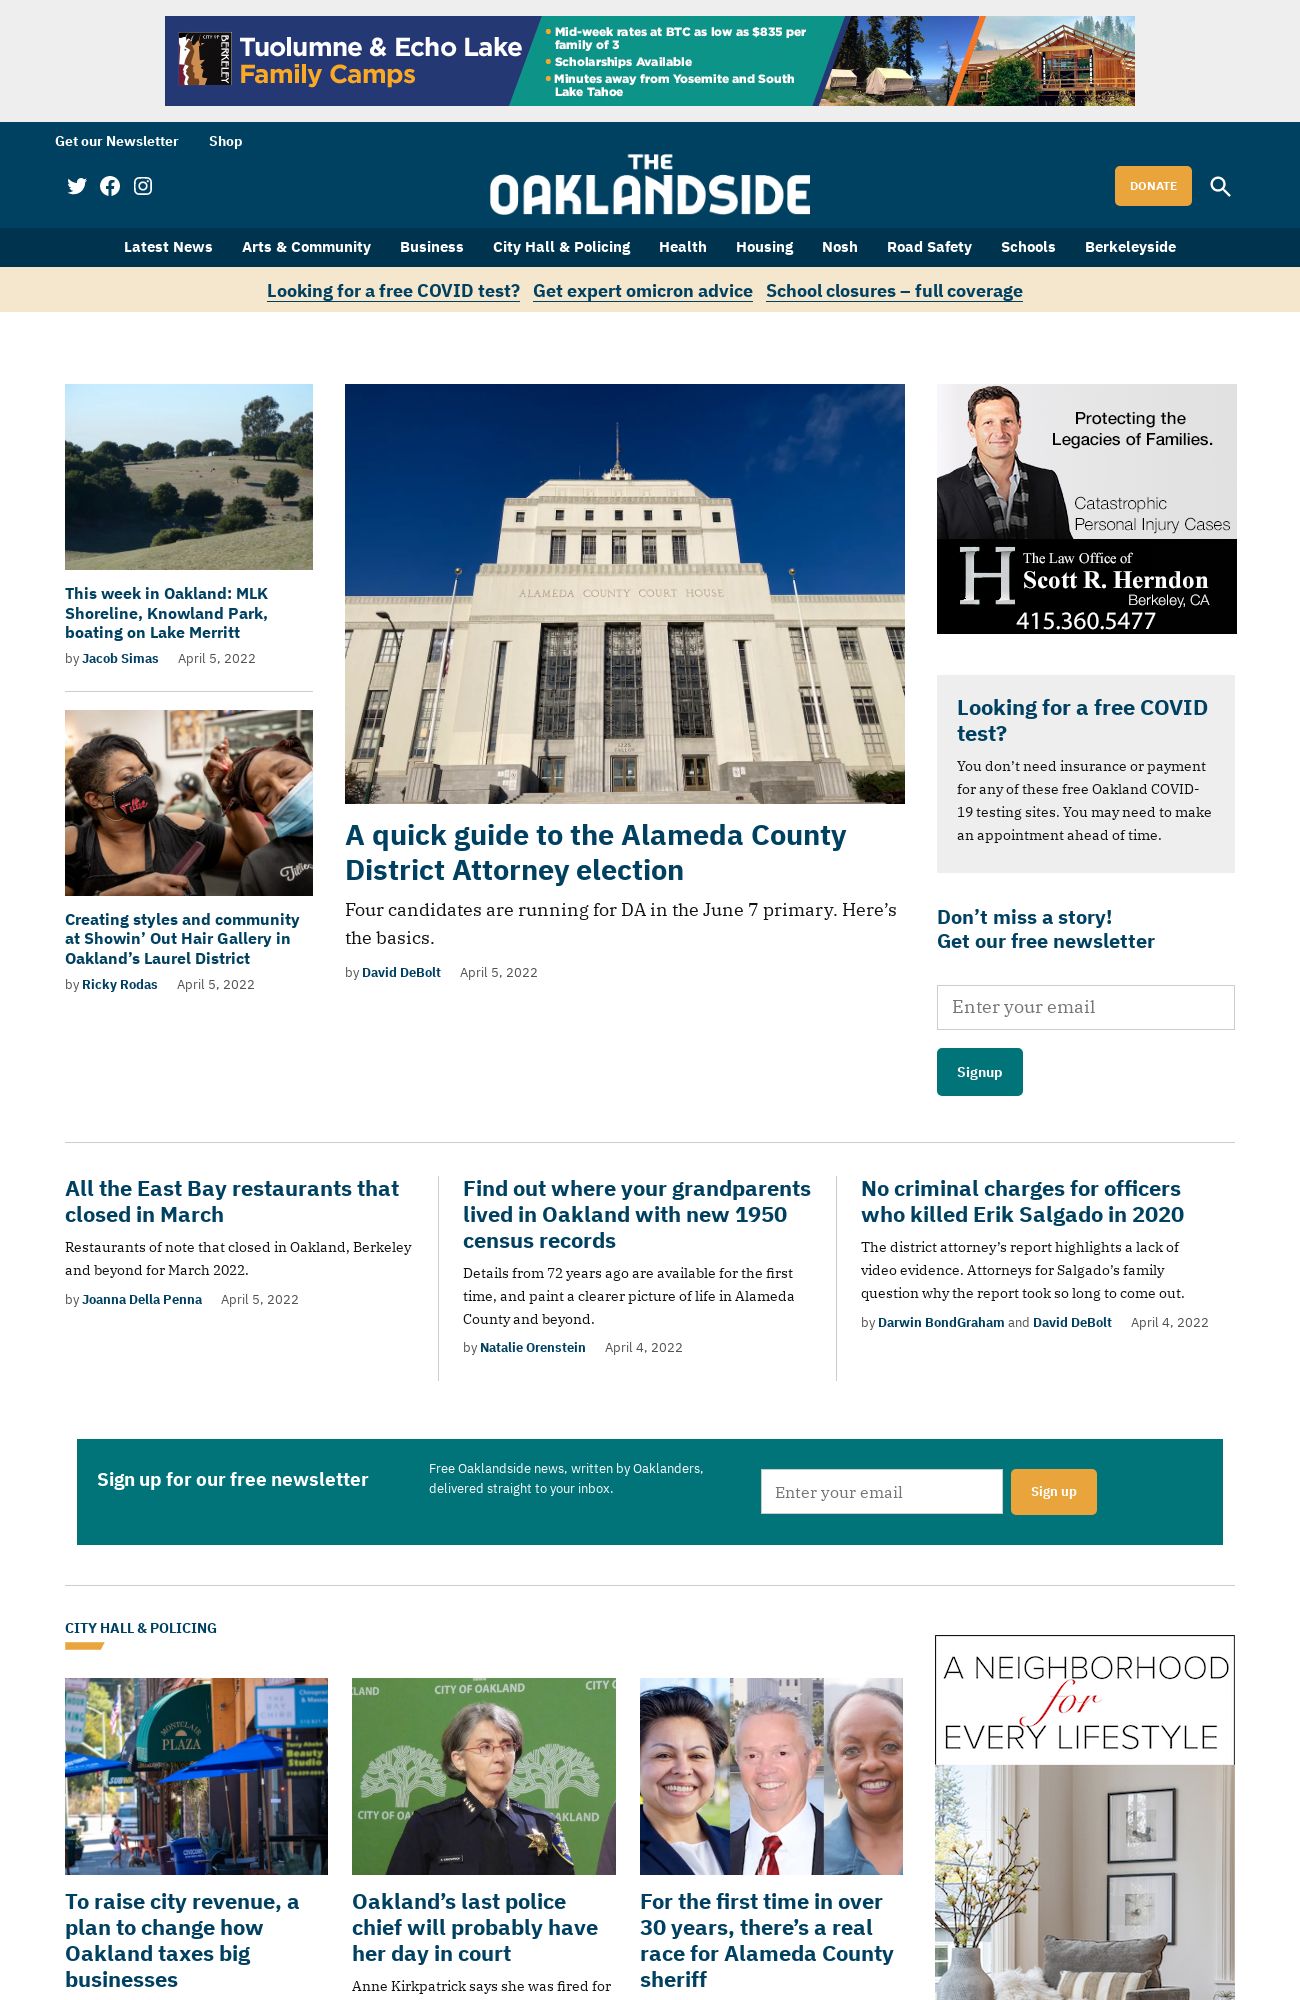 Tuolumne & Echo Lake
Family Camps
CITY OF
BERKELEY
• Mid-week rates at BTC as low as $835 per
family of 3
• Scholarships Available
• Minutes away from Yosemite and South
Lake Tahoe
Get our Newsletter Shop
THE
OAKLANDSIDE
DONATE
Latest News Arts & Community Business City Hall & Policing Health Housing Nosh Road Safety Schools Berkeleyside
Looking for a free COVID test? Get expert omicron advice School closures – full coverage
This week in Oakland: MLK
Shoreline, Knowland Park,
boating on Lake Merritt
by Jacob Simas April 5, 2022
Creating styles and community
at Showin’ Out Hair Gallery in
Oakland’s Laurel District
by Ricky Rodas April 5, 2022
ALAMEDA COUNTY COURT HOUSE
1225
FALLON
A quick guide to the Alameda County
District Attorney election
Four candidates are running for DA in the June 7 primary. Here’s
the basics.
by David DeBolt April 5, 2022
Protecting the
Legacies of Families.
Catastrophic
Personal Injury Cases
H
The Law Office of
Scott R. Herndon
Berkeley, CA
415.360.5477
Looking for a free COVID
test?
You don’t need insurance or payment
for any of these free Oakland COVID-
19 testing sites. You may need to make
an appointment ahead of time.
Don’t miss a story!
Get our free newsletter
Enter your email
Signup
All the East Bay restaurants that
closed in March
Restaurants of note that closed in Oakland, Berkeley
and beyond for March 2022.
by Joanna Della Penna April 5, 2022
Find out where your grandparents
lived in Oakland with new 1950
census records
Details from 72 years ago are available for the first
time, and paint a clearer picture of life in Alameda
County and beyond.
by Natalie Orenstein April 4, 2022
No criminal charges for officers
who killed Erik Salgado in 2020
The district attorney’s report highlights a lack of
video evidence. Attorneys for Salgado’s family
question why the report took so long to come out.
by Darwin BondGraham and David DeBolt April 4, 2022
Sign up for our free newsletter
Free Oaklandside news, written by Oaklanders,
delivered straight to your inbox.
Enter your email
Sign up
CITY HALL & POLICING
MONTCLAIR
PLAZA
SUBWAY
Beauty
Studio
To raise city revenue, a
plan to change how
Oakland taxes big
businesses
LAND
CITY OF OAKLAND
CITY
CITY OF OA
OAKLAND
Oakland’s last police
chief will probably have
her day in court
Anne Kirkpatrick says she was fired for
For the first time in over
30 years, there’s a real
race for Alameda County
sheriff
A NEIGHBORHOOD
for
EVERY LIFESTYLE